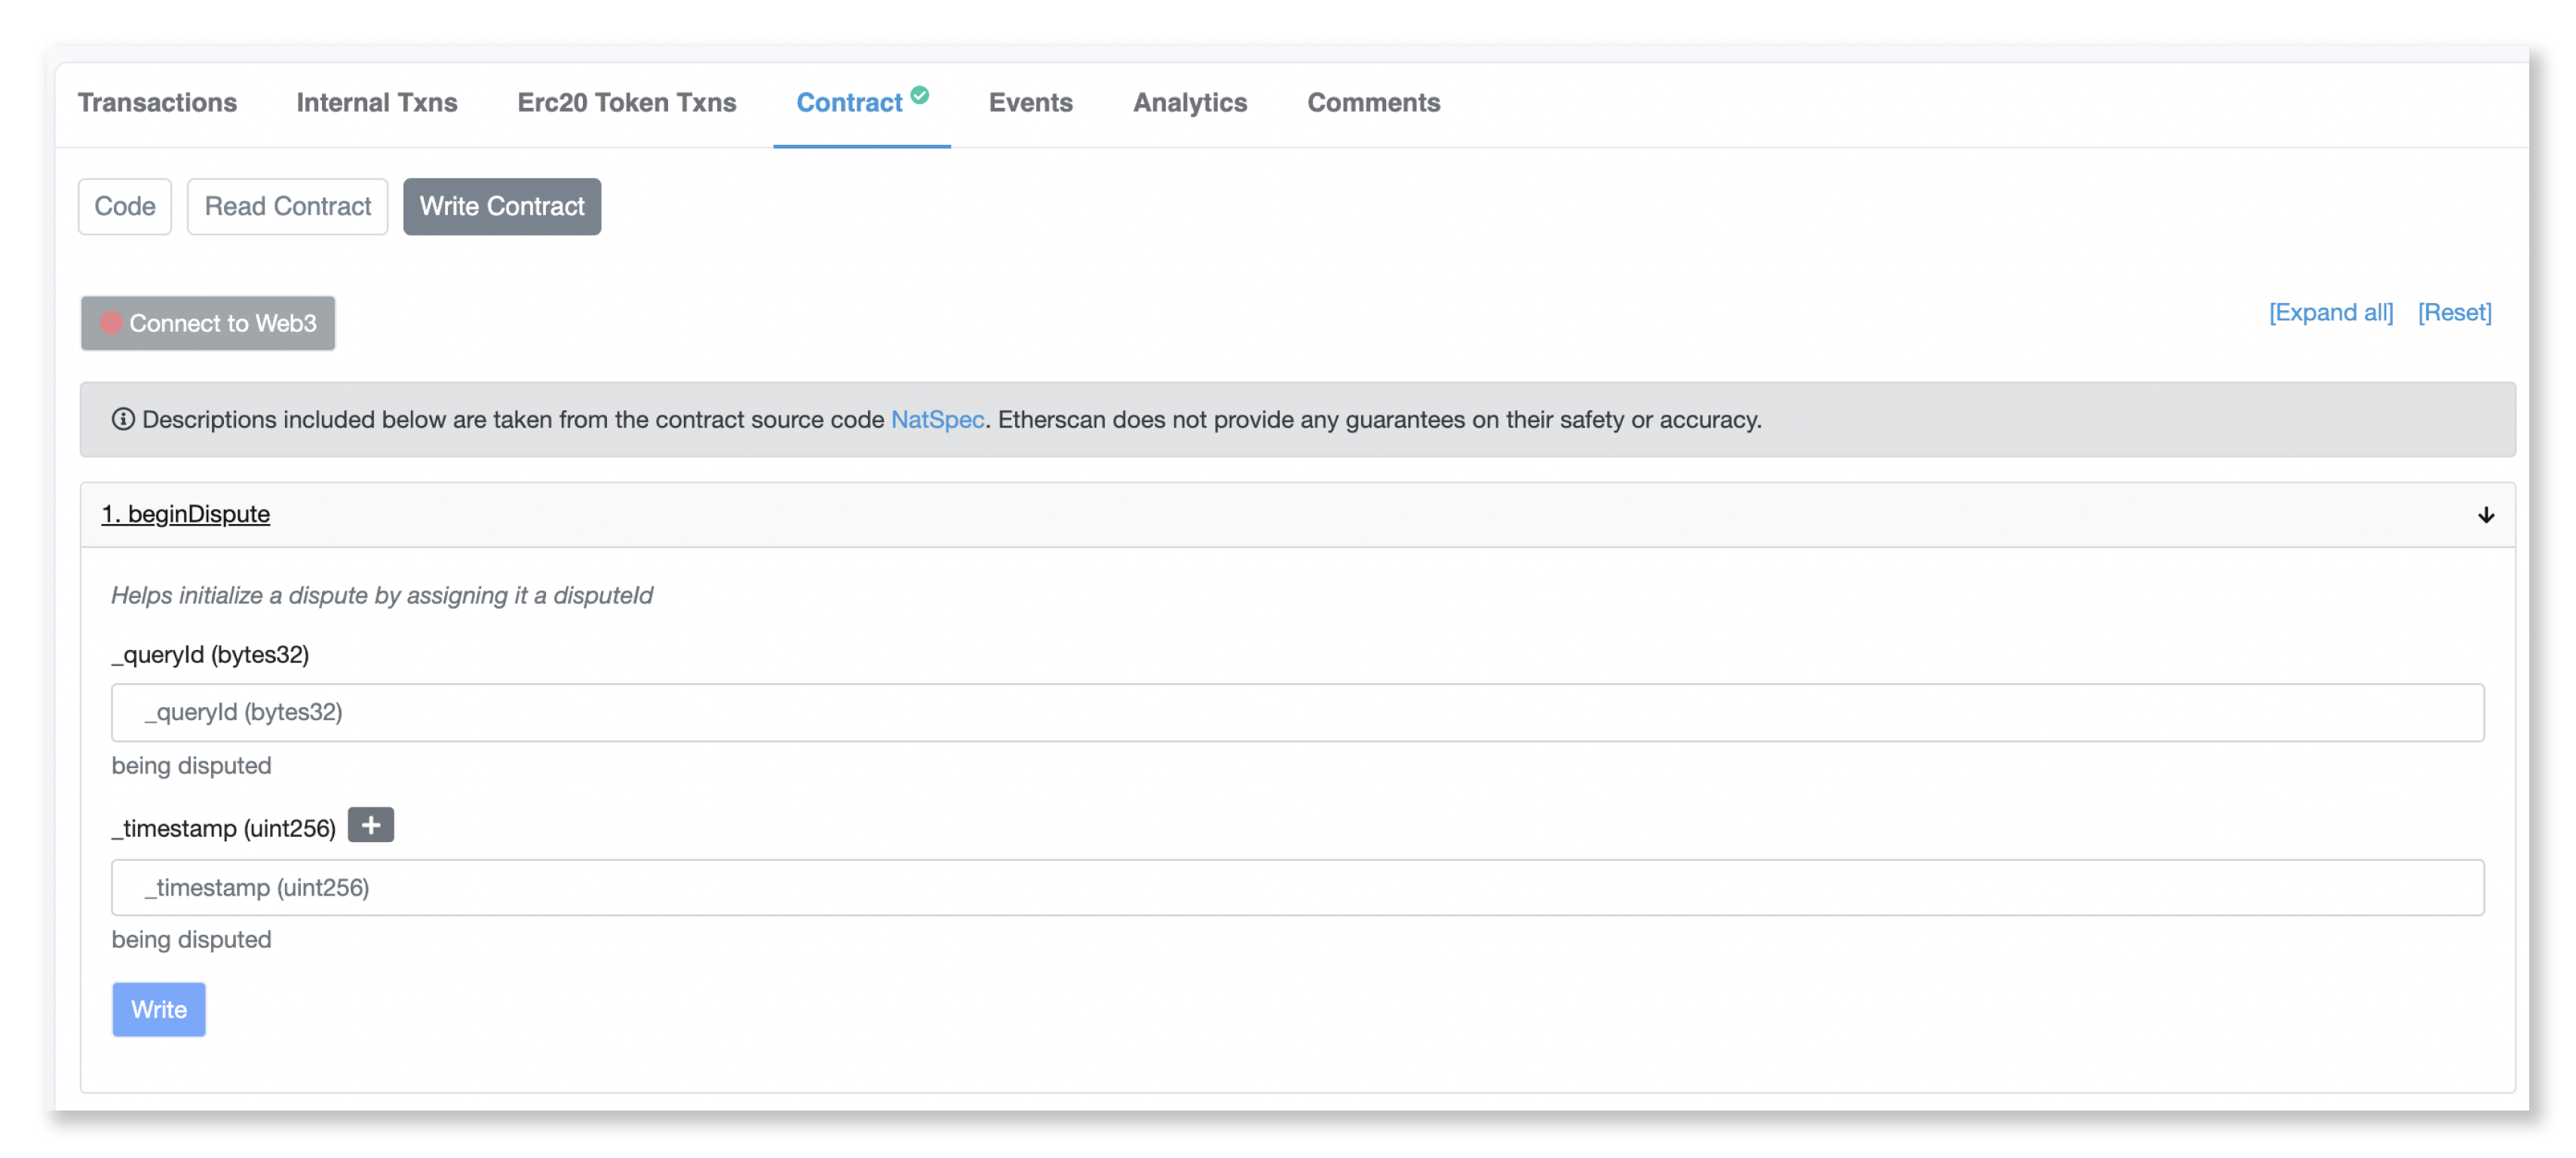 Transactions Internal Txns Erc20 Token Txns Contract Events Analytics Comments
Code Read Contract Write Contract
Connect to Web3 [Expand all] [Reset]
Descriptions included below are taken from the contract source code NatSpec. Etherscan does not provide any guarantees on their safety or accuracy.
1. beginDispute
Helps initialize a dispute by assigning it a disputeId
_queryId (bytes32)
_queryId (bytes32)
being disputed
_timestamp (uint256) +
_timestamp (uint256)
being disputed
Write